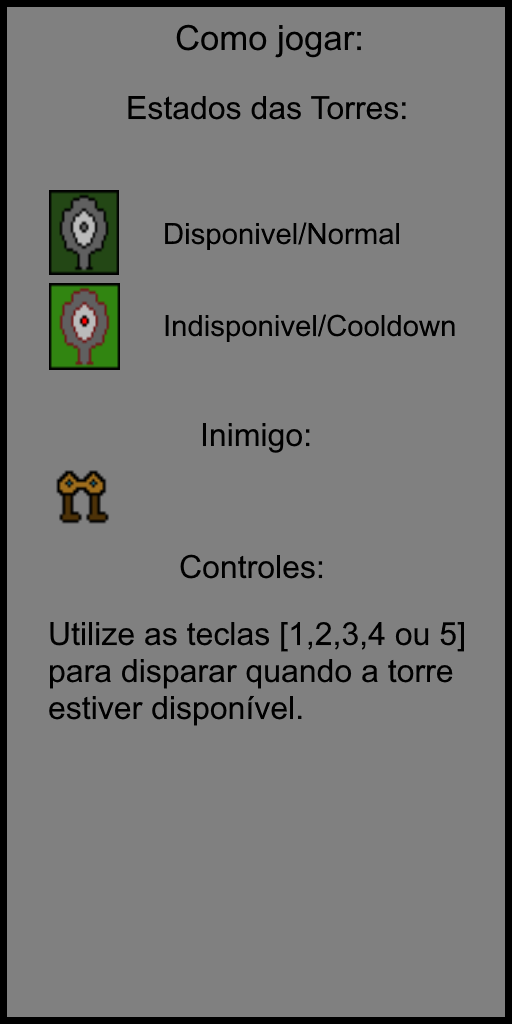 Como jogar:
Estados das Torres:
Disponivel/Normal
Indisponivel/Cooldown
Inimigo:
Controles:
Utilize as teclas [1,2,3,4 ou 5]
para disparar quando a torre
estiver disponível.